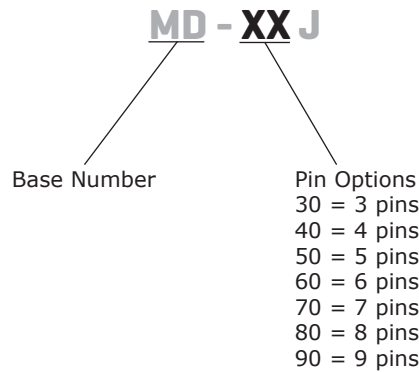 MD - XX J
Base Number
Pin Options
30 = 3 pins
40 = 4 pins
50 = 5 pins
60 = 6 pins
70 = 7 pins
80 = 8 pins
90 = 9 pins